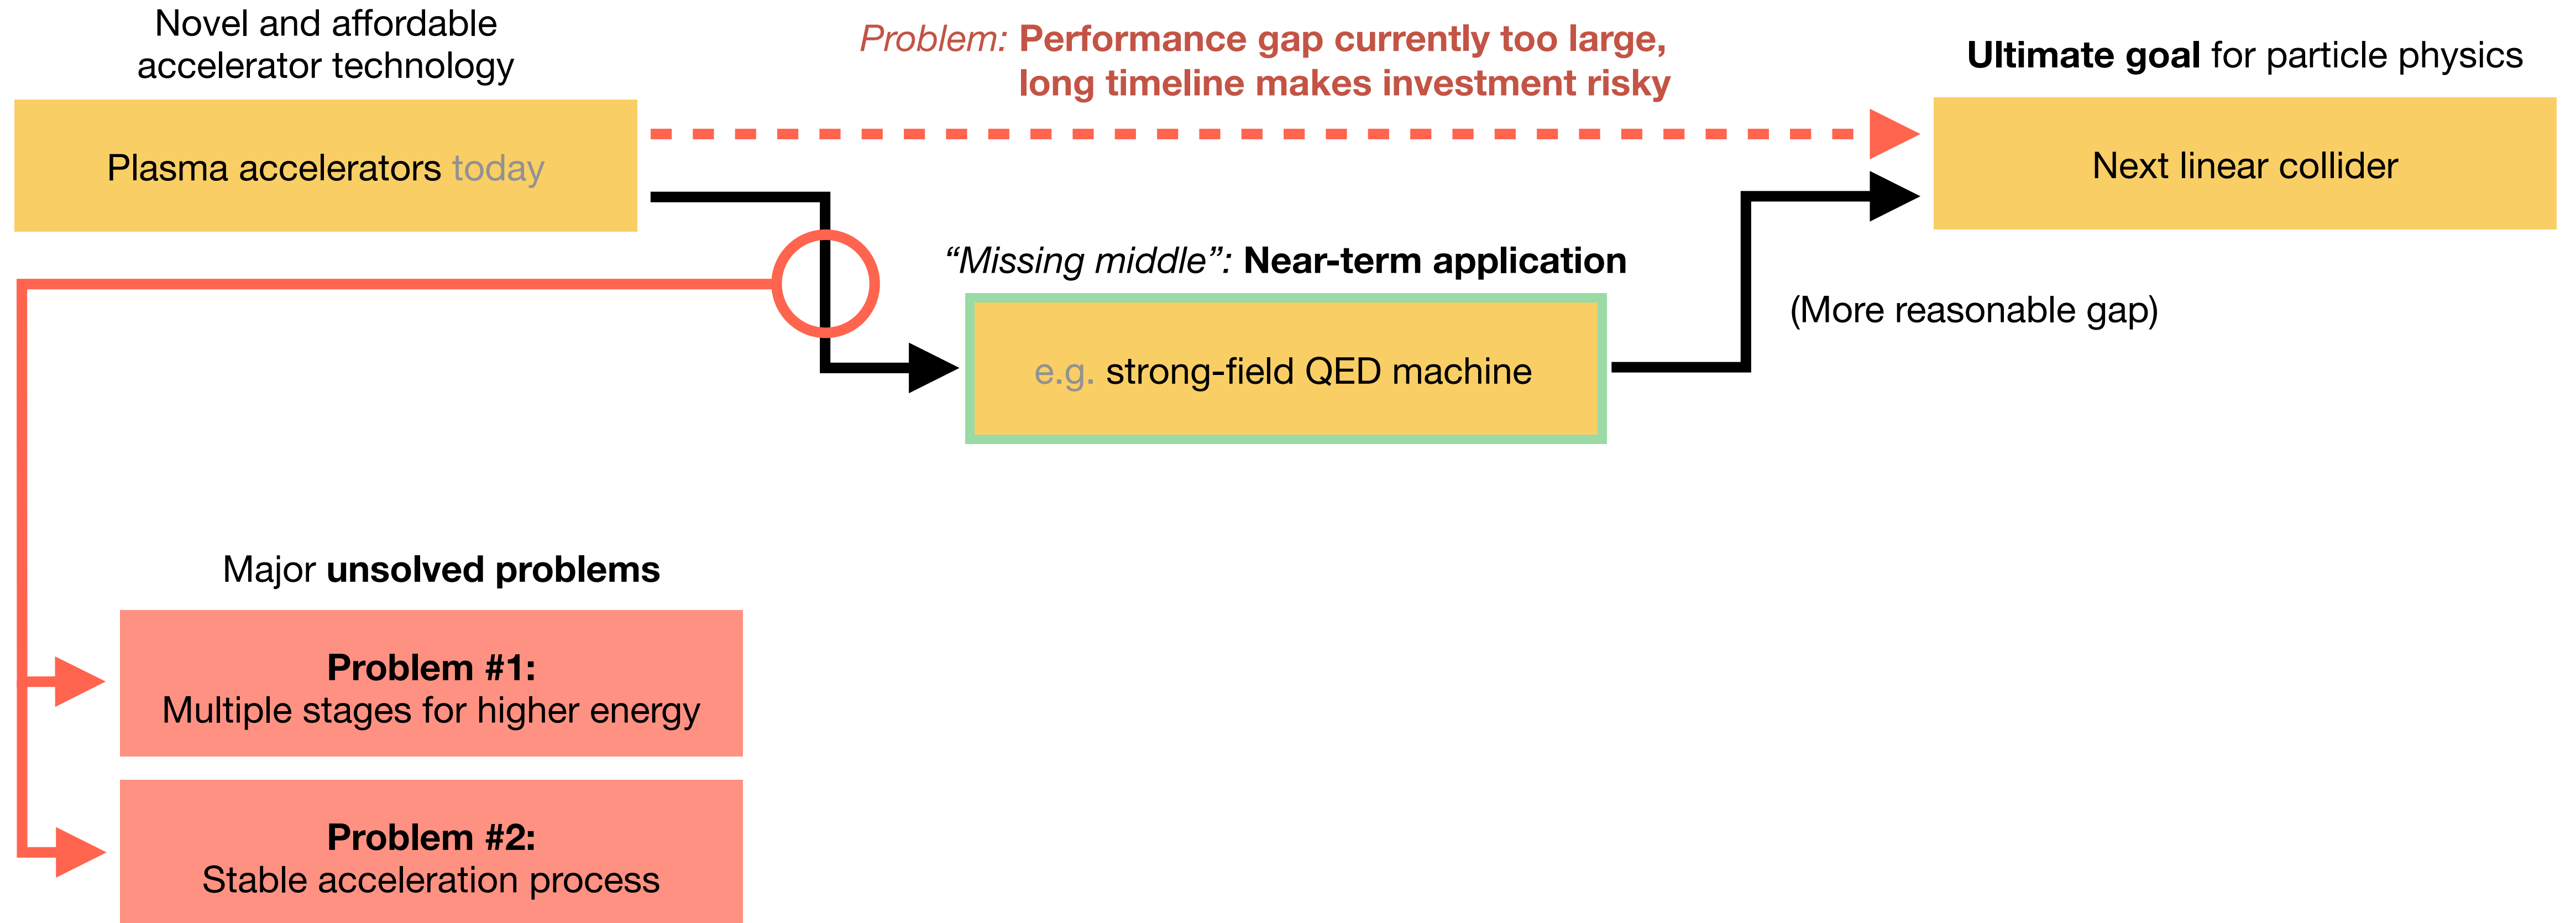 Novel and affordable
accelerator technology
Plasma accelerators today
Problem: Performance gap currently too large,
long timeline makes investment risky
Ultimate goal for particle physics
Next linear collider
“Missing middle”: Near-term application
e.g. strong-field QED machine
(More reasonable gap)
Major unsolved problems
Problem #1:
Multiple stages for higher energy
Problem #2:
Stable acceleration process